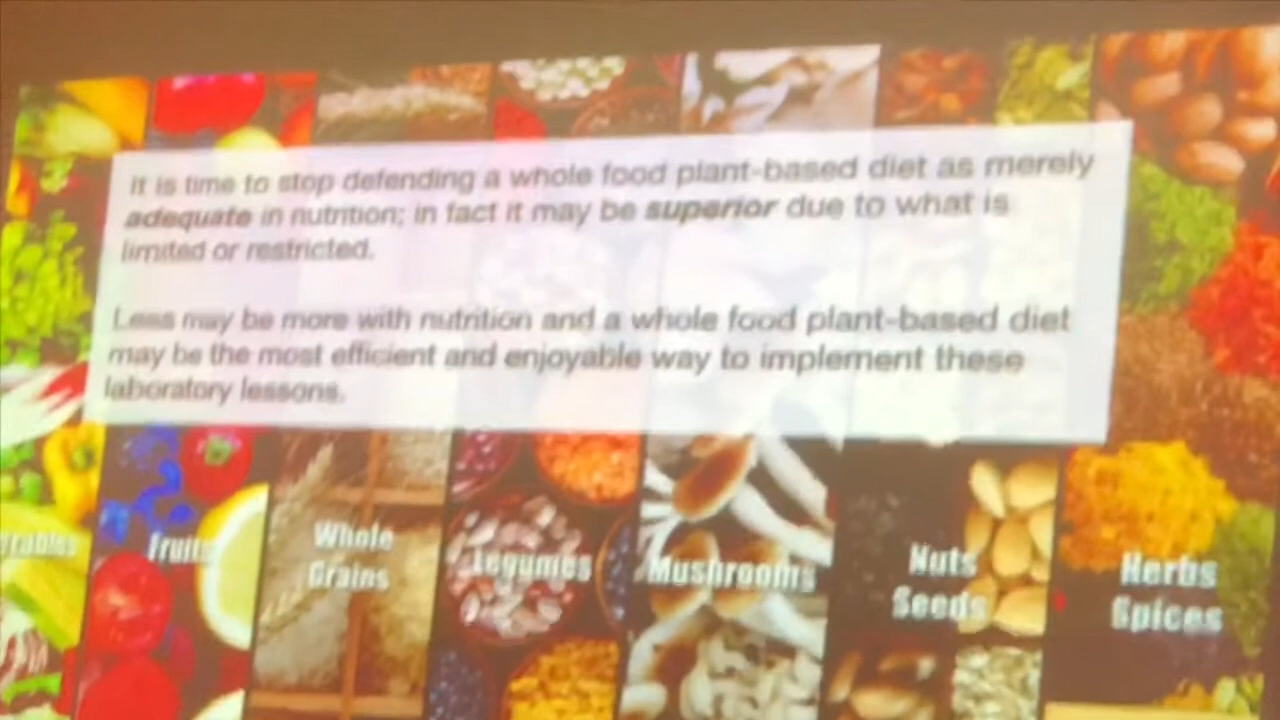 It is time to stop defending a whole food plant-based diet as merely
adequate in nutrition; in fact it may be superior due to what is
limited or restricted.
Less may be more with nutrition and a whole food plant-based diet
may be the most efficient and enjoyable way to implement these
laboratory lessons.
Fruits
Whole
Grains
Legumes
Mushrooms
Nuts
Seeds
Herbs
Spices